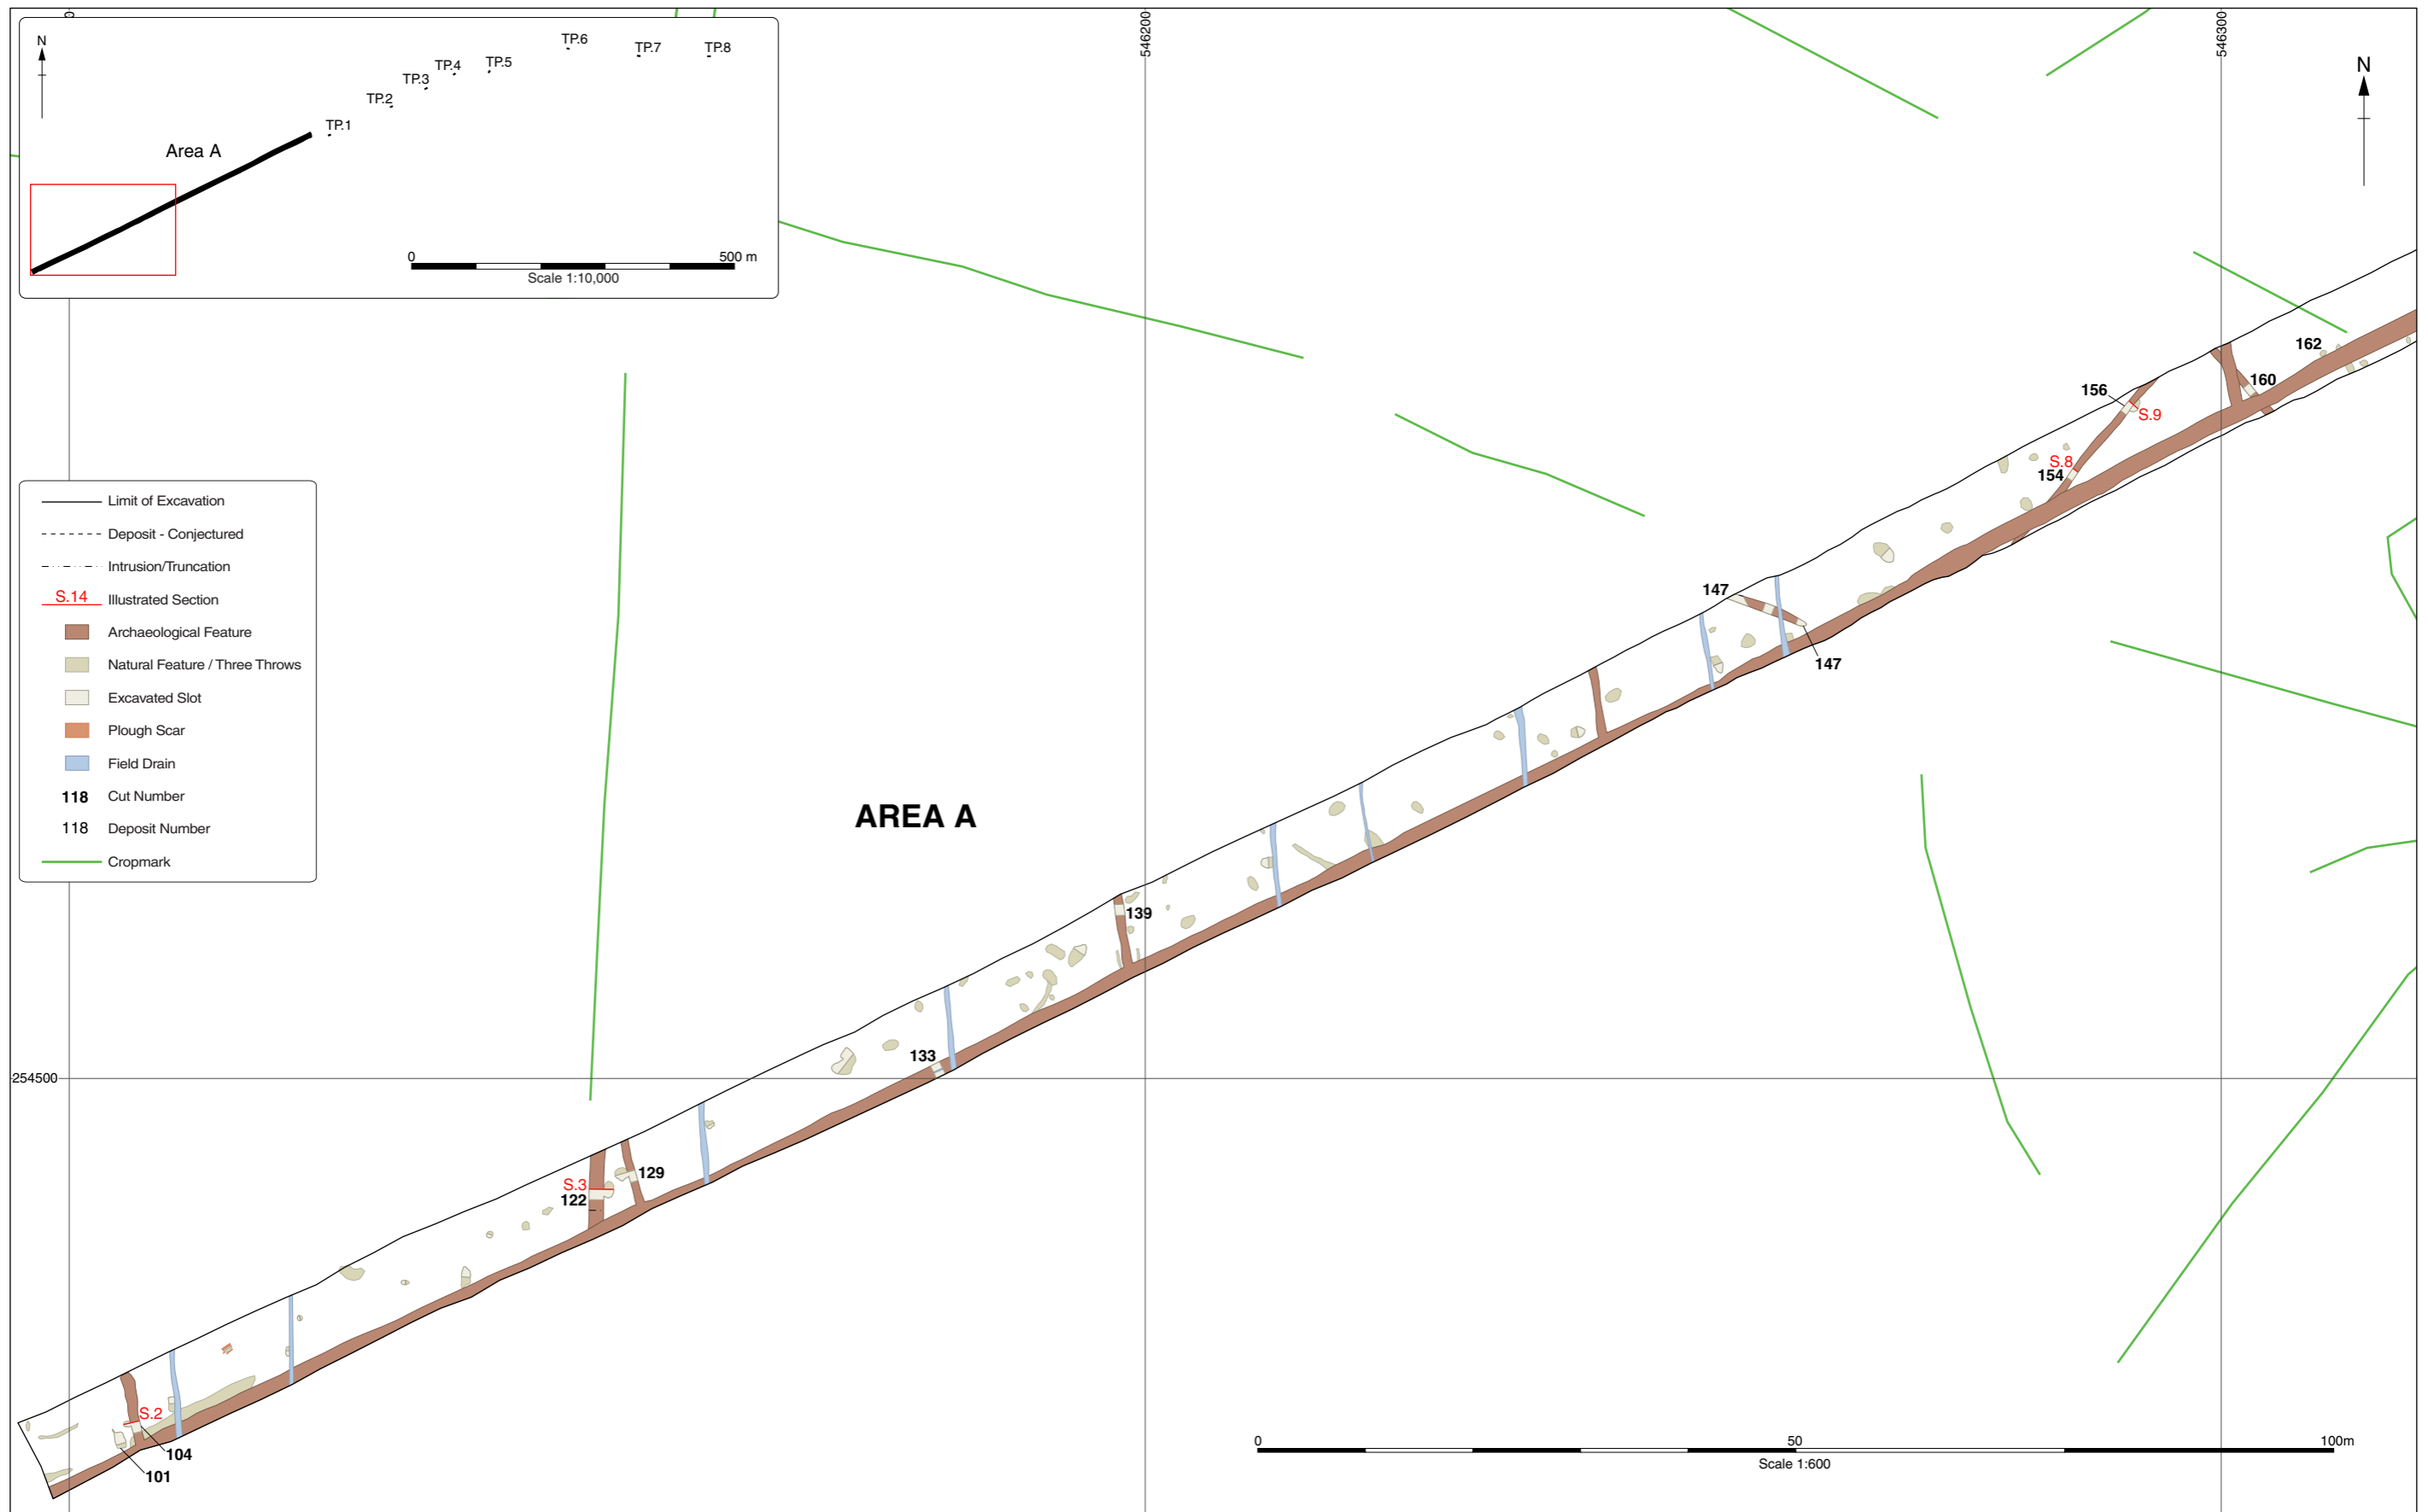 546200
546300
N
TP.1
TP.2
TP.3
TP.4
TP.5
TP.6
TP.7
TP.8
Area A
0
500 m
Scale 1:10,000
N
Limit of Excavation
Deposit - Conjectured
Intrusion/Truncation
S.14 Illustrated Section
Archaeological Feature
Natural Feature / Three Throws
Excavated Slot
Plough Scar
Field Drain
118 Cut Number
118 Deposit Number
Cropmark
AREA A
162
160
156
S.9
S.8
154
147
147
139
133
254500
129
S.3
122
S.2
104
101
0
50
100m
Scale 1:600